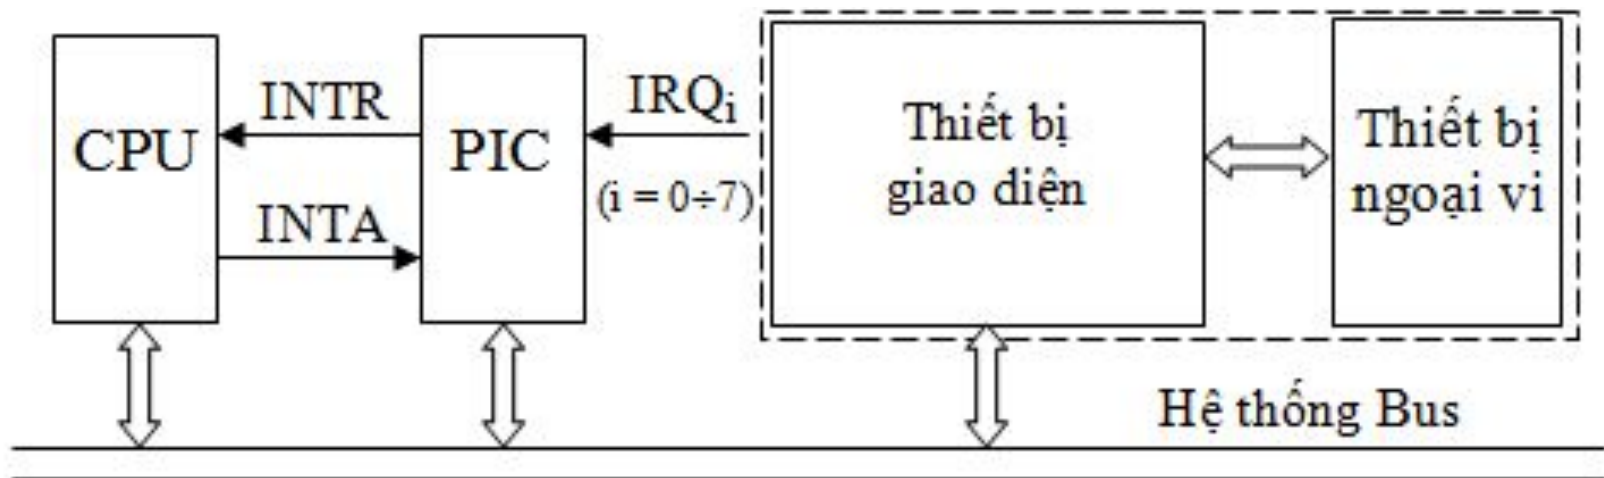 CPU
INTR
INTA
PIC
IRQi
(i = 0÷7)
Thiết bị
giao diện
Thiết bị
ngoại vi
Hệ thống Bus